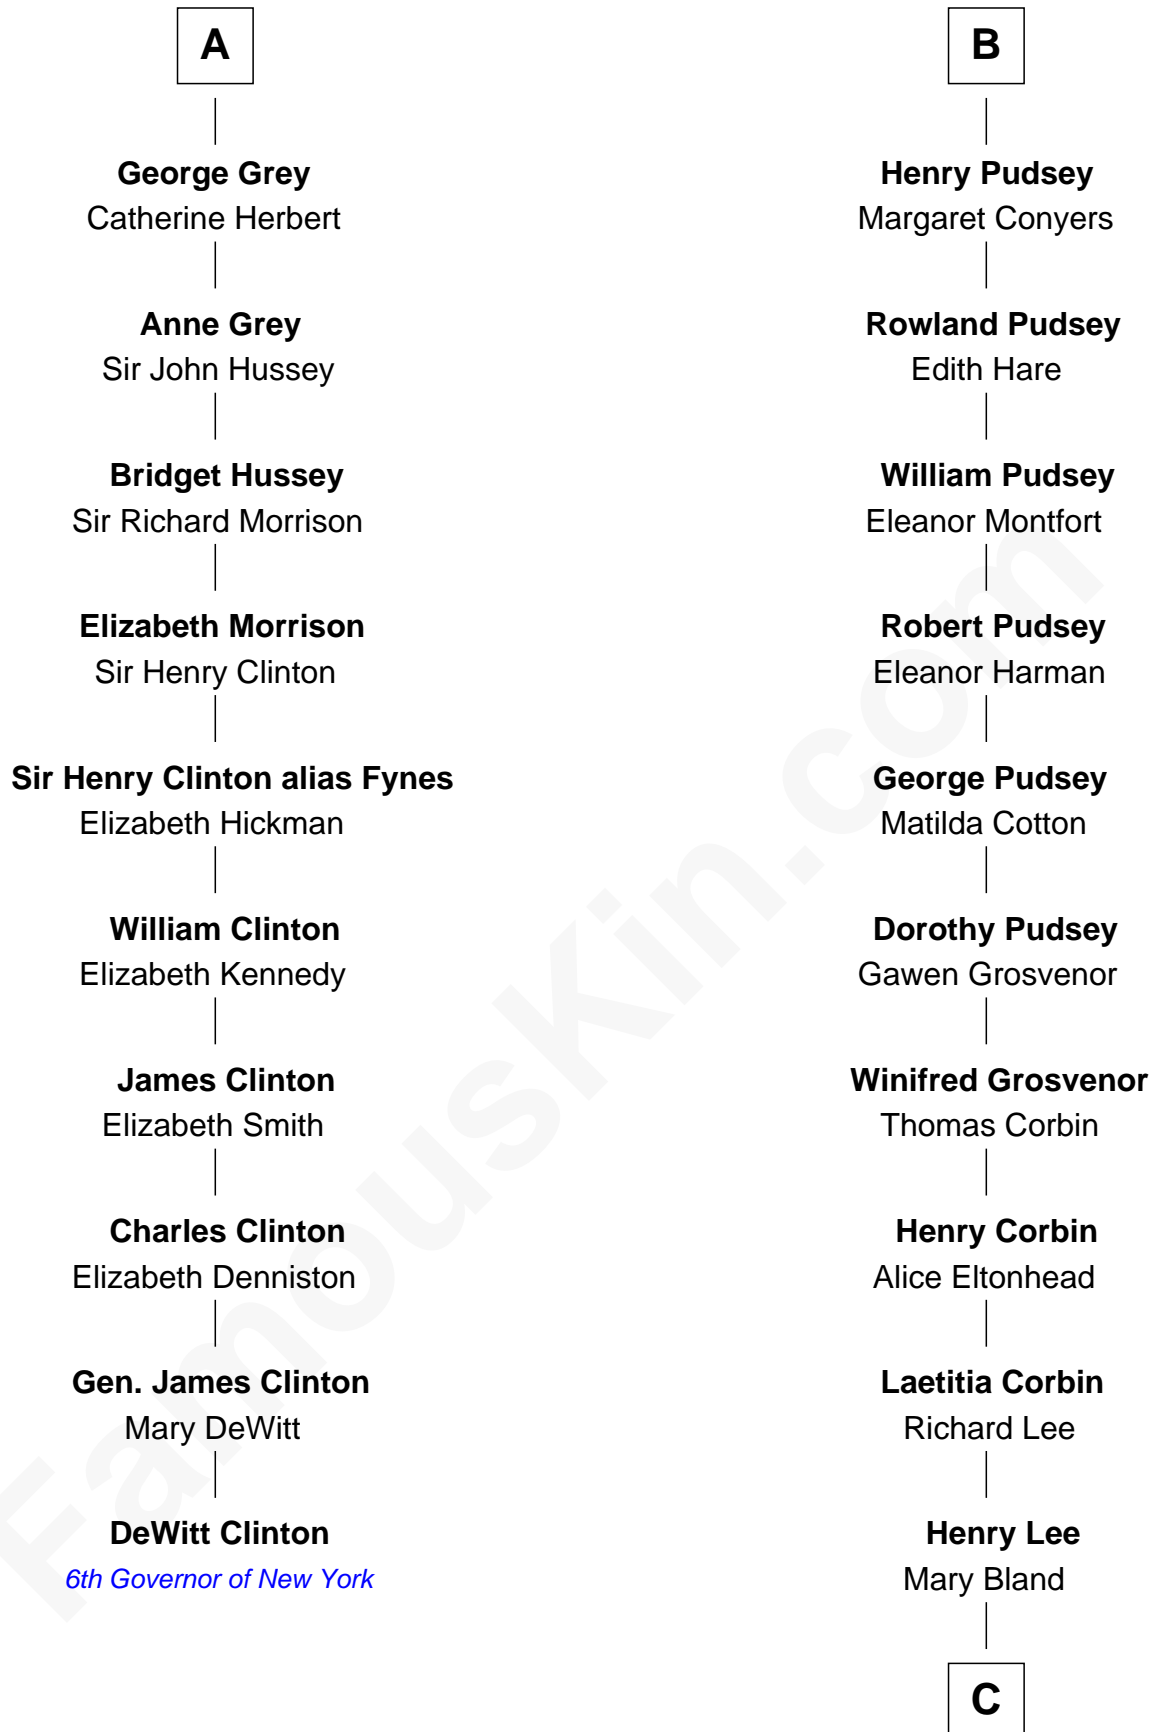 A
George Grey
Catherine Herbert
Anne Grey
Sir John Hussey
Bridget Hussey
Sir Richard Morrison
Elizabeth Morrison
Sir Henry Clinton
Sir Henry Clinton alias Fynes
Elizabeth Hickman
William Clinton
Elizabeth Kennedy
James Clinton
Elizabeth Smith
Charles Clinton
Elizabeth Denniston
Gen. James Clinton
Mary DeWitt
DeWitt Clinton
6th Governor of New York
B
Henry Pudsey
Margaret Conyers
Rowland Pudsey
Edith Hare
William Pudsey
Eleanor Montfort
Robert Pudsey
Eleanor Harman
George Pudsey
Matilda Cotton
Dorothy Pudsey
Gawen Grosvenor
Winifred Grosvenor
Thomas Corbin
Henry Corbin
Alice Eltonhead
Laetitia Corbin
Richard Lee
Henry Lee
Mary Bland
C
FamousKin.com